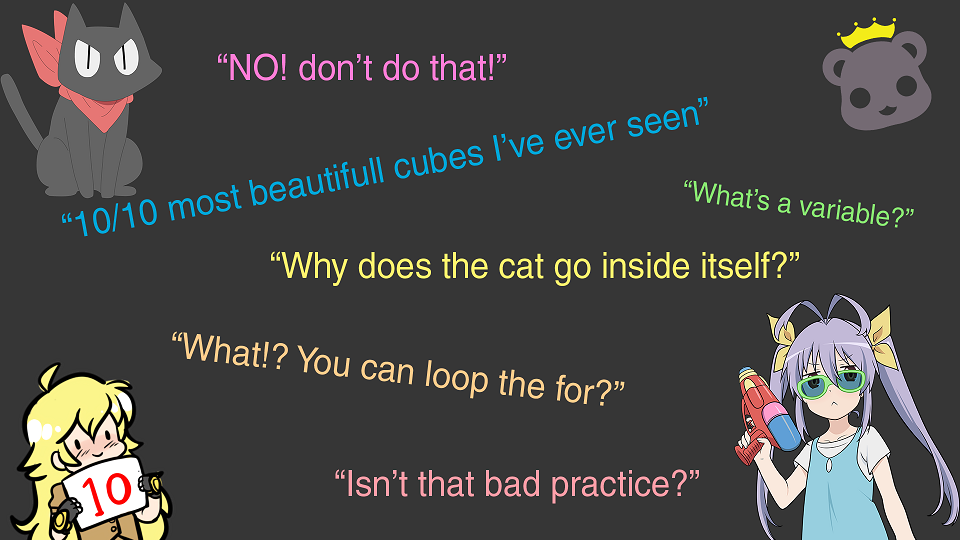 “NO! don’t do that!”
“10/10 most beautifull cubes I’ve ever seen”
“What’s a variable?”
“Why does the cat go inside itself?”
“What!? You can loop the for?”
10
“Isn’t that bad practice?”